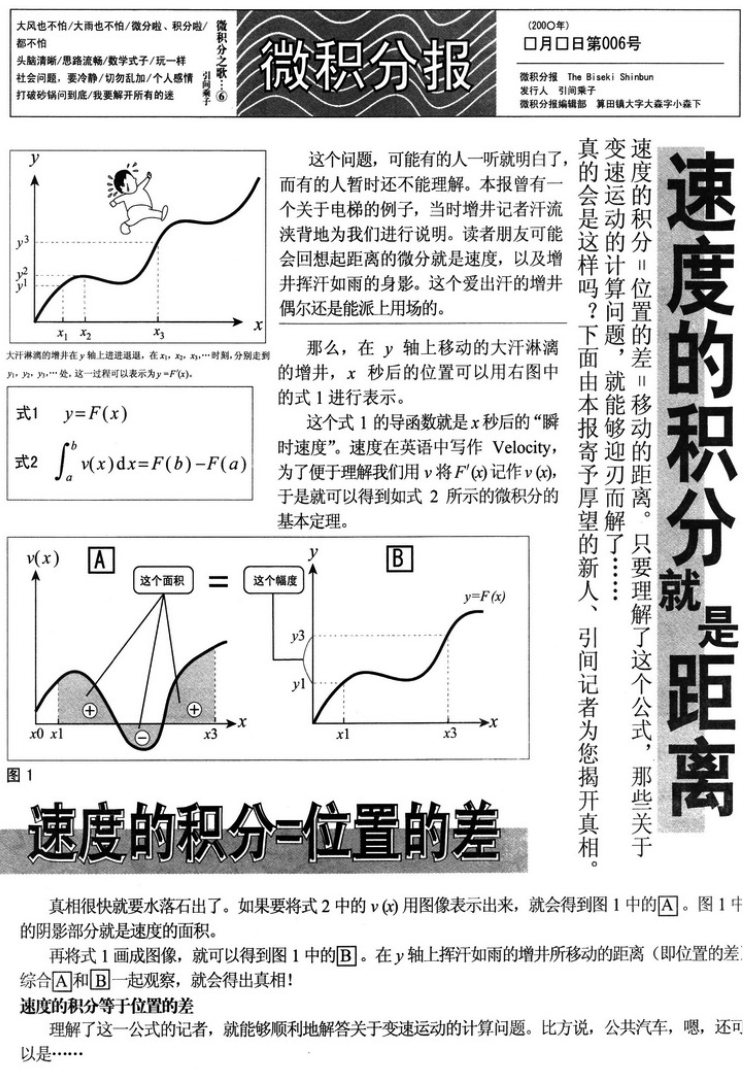 大风也不怕/大雨也不怕/微分啦、积分啦/
都不怕
头脑清晰/思路流畅/数学式子/玩一样
社会问题，要冷静/切勿乱加/个人感情
打破砂锅问到底/我要解开所有的迷
微积分之歌…⑥
引间乘子
微积分报
(2000年)
口月口日第006号
微积分报 The Biseki Shinbun
发行人 引间乘子
微积分报编辑部 算田镇大字大森字小森下
速度的积分就是距离
速度的积分＝位置的差＝移动的距离。只要理解了这个公式，那些关于
变速运动的计算问题，就能够迎刃而解了……
真的会是这样吗？下面由本报寄予厚望的新人、引间记者为您揭开真相。
y
y3
y2
y1
x1 x2 x3 x
大汗淋漓的增井在 y 轴上进进退退，在 x1，x2，x3，…时刻，分别走到
y1，y2，y3，…处，这一过程可以表示为 y=F(x)。
式1 y=F(x)
式2 ∫_a^b v(x)dx=F(b)−F(a)
这个问题，可能有的人一听就明白了，
而有的人暂时还不能理解。本报曾有一
个关于电梯的例子，当时增井记者汗流
浃背地为我们进行说明。读者朋友可能
会回想起距离的微分就是速度，以及增
井挥汗如雨的身影。这个爱出汗的增井
偶尔还是能派上用场的。
那么，在 y 轴上移动的大汗淋漓
的增井，x 秒后的位置可以用右图中
的式 1 进行表示。
这个式 1 的导函数就是 x 秒后的“瞬
时速度”。速度在英语中写作 Velocity，
为了便于理解我们用 v 将 F′(x) 记作 v (x)，
于是就可以得到如式 2 所示的微积分的
基本定理。
v(x) A 这个面积 = 这个幅度 y B
y=F(x)
y3
y1
⊕ ⊖ ⊕
x0 x1 x3 x
x1 x3 x
图 1
速度的积分=位置的差
真相很快就要水落石出了。如果要将式 2 中的 v (x) 用图像表示出来，就会得到图 1 中的A。图 1 中
的阴影部分就是速度的面积。
再将式 1 画成图像，就可以得到图 1 中的B。在 y 轴上挥汗如雨的增井所移动的距离（即位置的差
综合A和B一起观察，就会得出真相！
速度的积分等于位置的差
理解了这一公式的记者，就能够顺利地解答关于变速运动的计算问题。比方说，公共汽车，嗯，还可
以是……